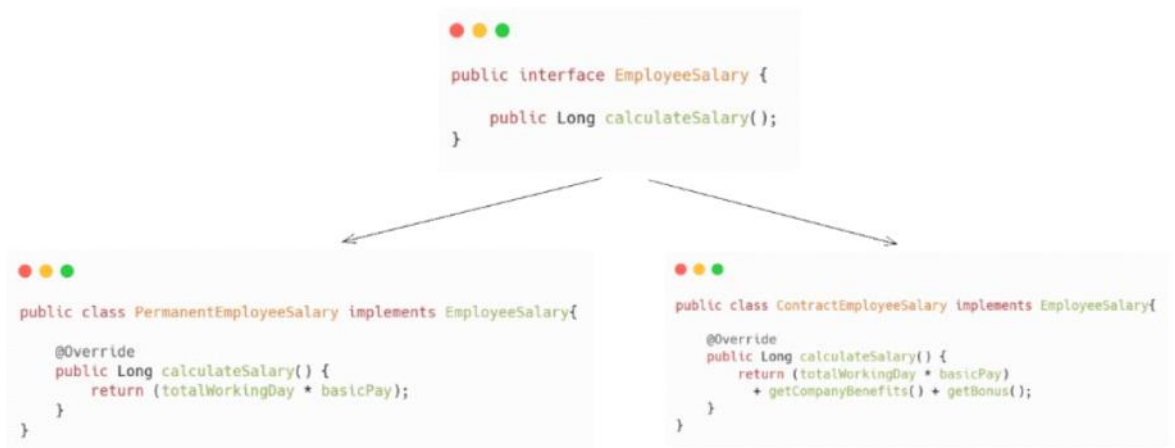 public interface EmployeeSalary {
public Long calculateSalary();
}
public class PermanentEmployeeSalary implements EmployeeSalary{
@Override
public Long calculateSalary() {
return (totalWorkingDay * basicPay);
}
}
public class ContractEmployeeSalary implements EmployeeSalary{
@Override
public Long calculateSalary() {
return (totalWorkingDay * basicPay)
+ getCompanyBenefits() + getBonus();
}
}